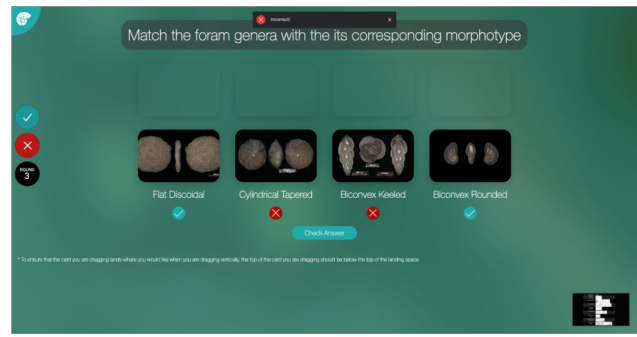 Incorrect!
Match the foram genera with the its corresponding morphotype
ROUND
3
Flat Discoidal
Cylindrical Tapered
Biconvex Keeled
Biconvex Rounded
Check Answer
* To ensure that the card you are dragging lands where you would like when you are dragging vertically, the top of the card you are dragging should be below the top of the landing space.